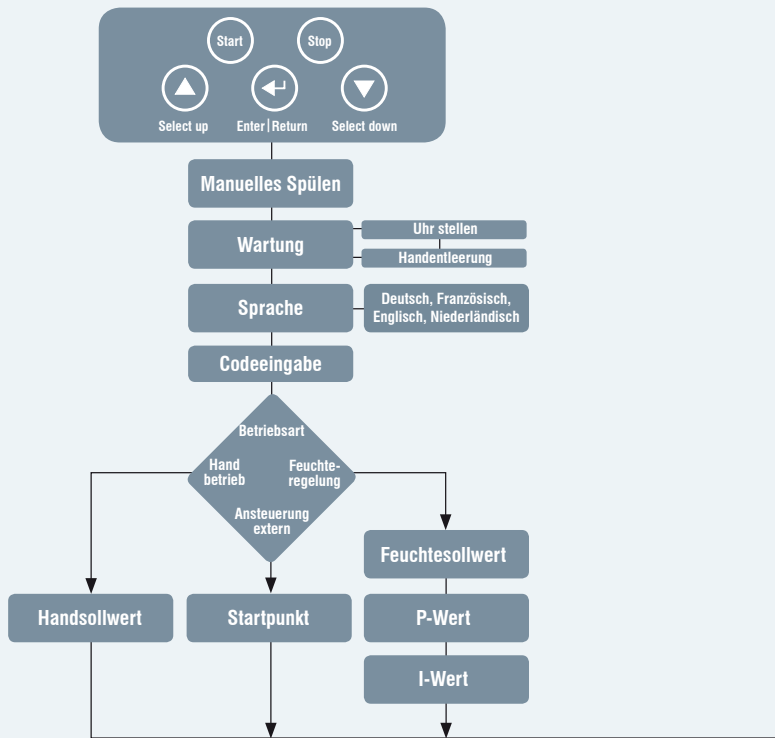 Start
Stop
Select up
Enter|Return
Select down
Manuelles Spülen
Wartung
Uhr stellen
Handentleerung
Sprache
Deutsch, Französisch,
Englisch, Niederländisch
Codeeingabe
Betriebsart
Hand
betrieb
Feuchte-
regelung
Ansteuerung
extern
Feuchtesollwert
Handsollwert
Startpunkt
P-Wert
I-Wert